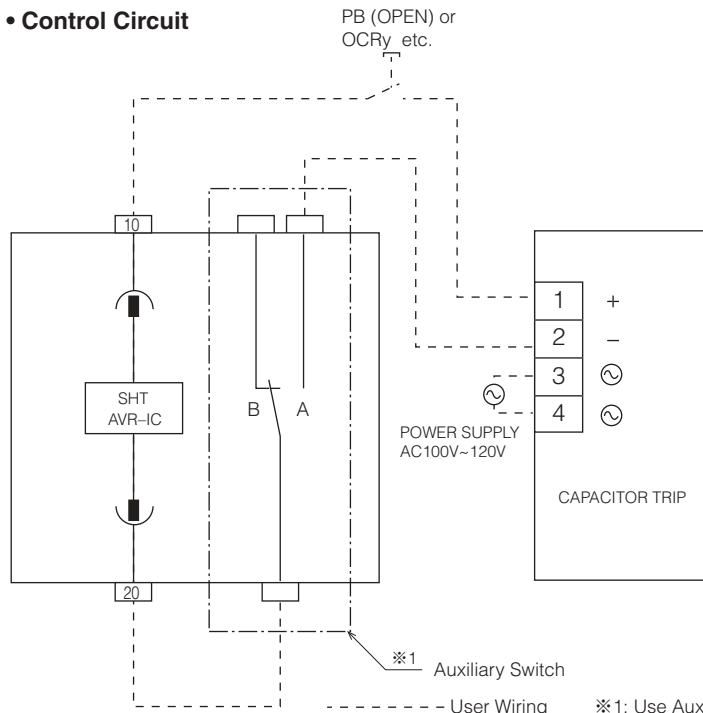 • Control Circuit
PB (OPEN) or
OCRy etc.
10
1 +
2 –
3
4
SHT
AVR–IC
B A
POWER SUPPLY
AC100V~120V
CAPACITOR TRIP
20
※1
Auxiliary Switch
User Wiring
※1: Use Aux